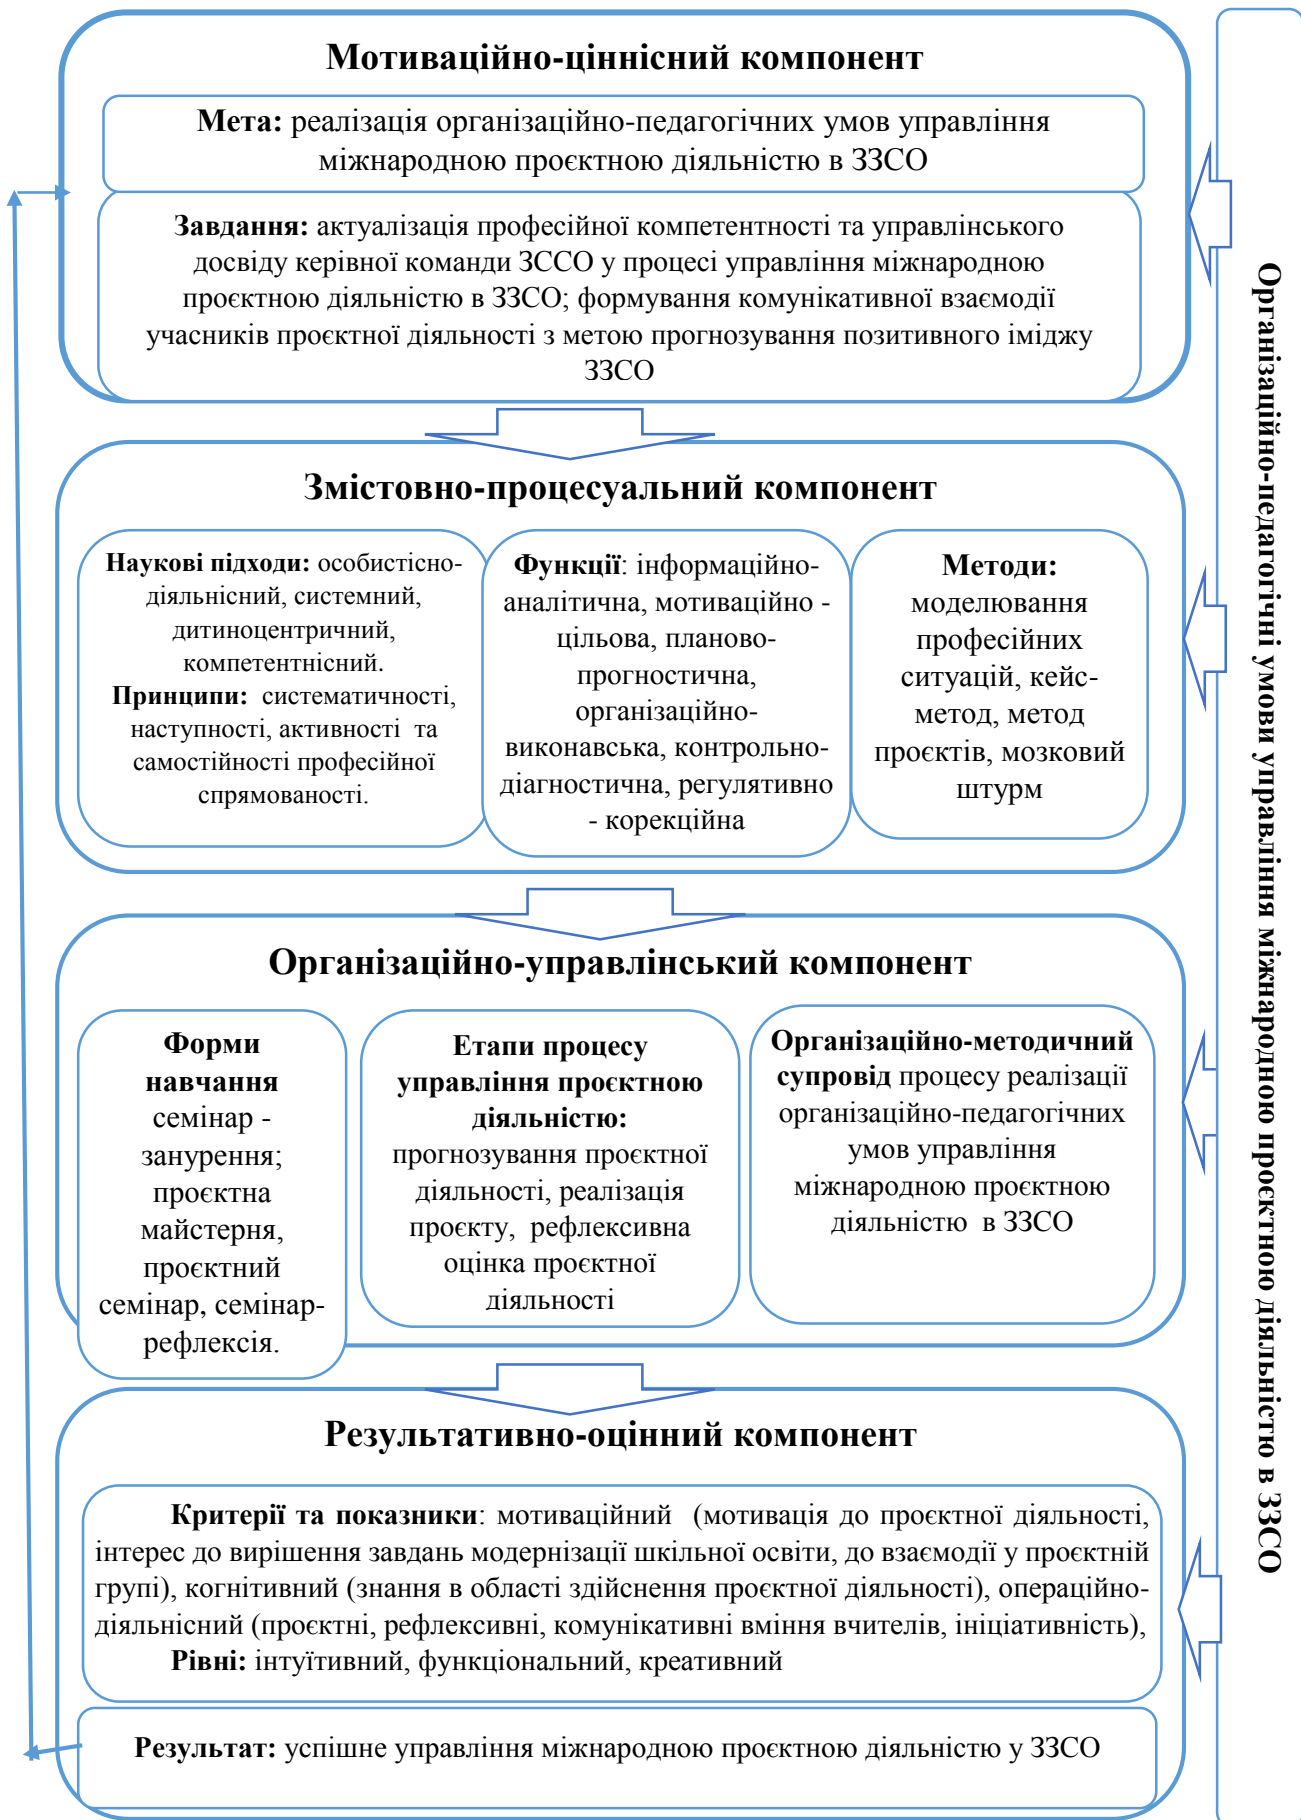 Мотиваційно-ціннісний компонент
Мета: реалізація організаційно-педагогічних умов управління
міжнародною проєктною діяльністю в ЗЗСО
Завдання: актуалізація професійної компетентності та управлінського
досвіду керівної команди ЗССО у процесі управління міжнародною
проєктною діяльністю в ЗЗСО; формування комунікативної взаємодії
учасників проєктної діяльності з метою прогнозування позитивного іміджу
ЗЗСО
Змістовно-процесуальний компонент
Наукові підходи: особистісно-
діяльнісний, системний,
дитиноцентричний,
компетентнісний.
Принципи: систематичності,
наступності, активності та
самостійності професійної
спрямованості.
Функції: інформаційно-
аналітична, мотиваційно -
цільова, планово-
прогностична,
організаційно-
виконавська, контрольно-
діагностична, регулятивно
- корекційна
Методи:
моделювання
професійних
ситуацій, кейс-
метод, метод
проєктів, мозковий
штурм
Організаційно-управлінський компонент
Форми
навчання
семінар -
занурення;
проєктна
майстерня,
проєктний
семінар, семінар-
рефлексія.
Етапи процесу
управління проєктною
діяльністю:
прогнозування проєктної
діяльності, реалізація
проєкту, рефлексивна
оцінка проєктної
діяльності
Організаційно-методичний
супровід процесу реалізації
організаційно-педагогічних
умов управління
міжнародною проєктною
діяльністю в ЗЗСО
Результативно-оцінний компонент
Критерії та показники: мотиваційний (мотивація до проєктної діяльності,
інтерес до вирішення завдань модернізації шкільної освіти, до взаємодії у проєктній
групі), когнітивний (знання в області здійснення проєктної діяльності), операційно-
діяльнісний (проєктні, рефлексивні, комунікативні вміння вчителів, ініціативність),
Рівні: інтуїтивний, функціональний, креативний
Результат: успішне управління міжнародною проєктною діяльністю у ЗЗСО
Організаційно-педагогічні умови управління міжнародною проєктною діяльністю в ЗЗСО